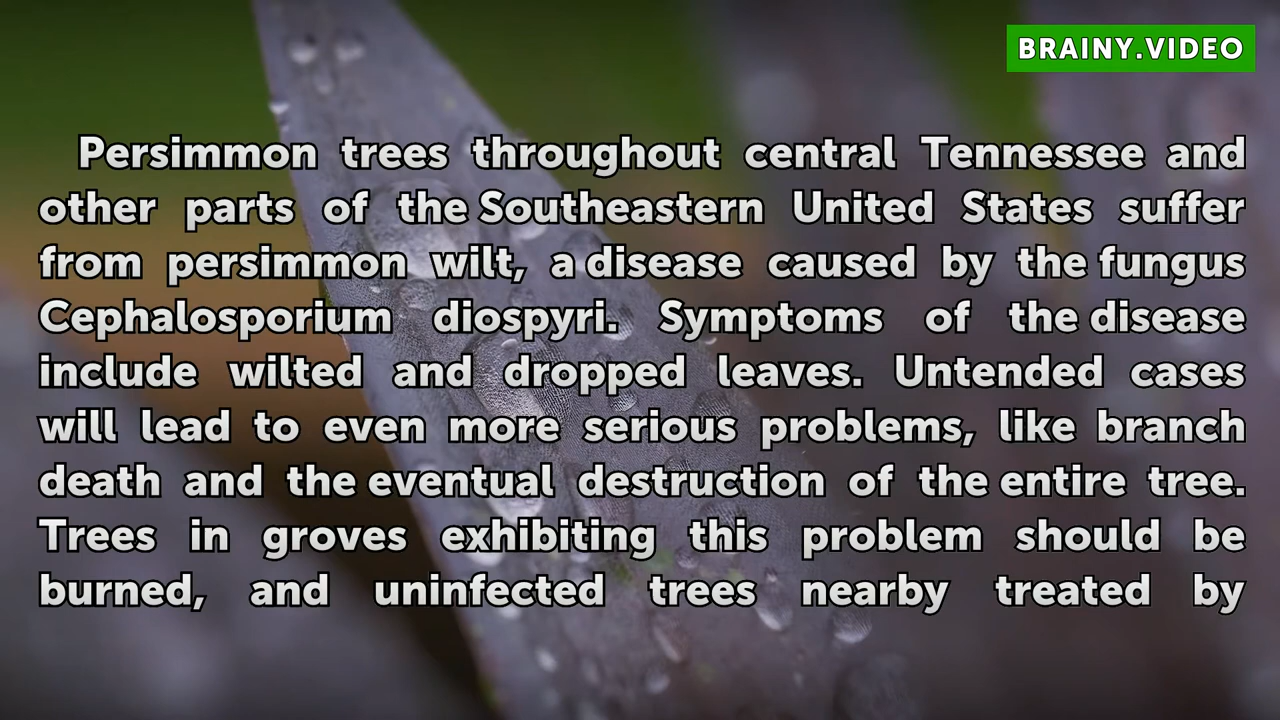 BRAINY.VIDEO
Persimmon trees throughout central Tennessee and
other parts of the Southeastern United States suffer
from persimmon wilt, a disease caused by the fungus
Cephalosporium diospyri. Symptoms of the disease
include wilted and dropped leaves. Untended cases
will lead to even more serious problems, like branch
death and the eventual destruction of the entire tree.
Trees in groves exhibiting this problem should be
burned, and uninfected trees nearby treated by